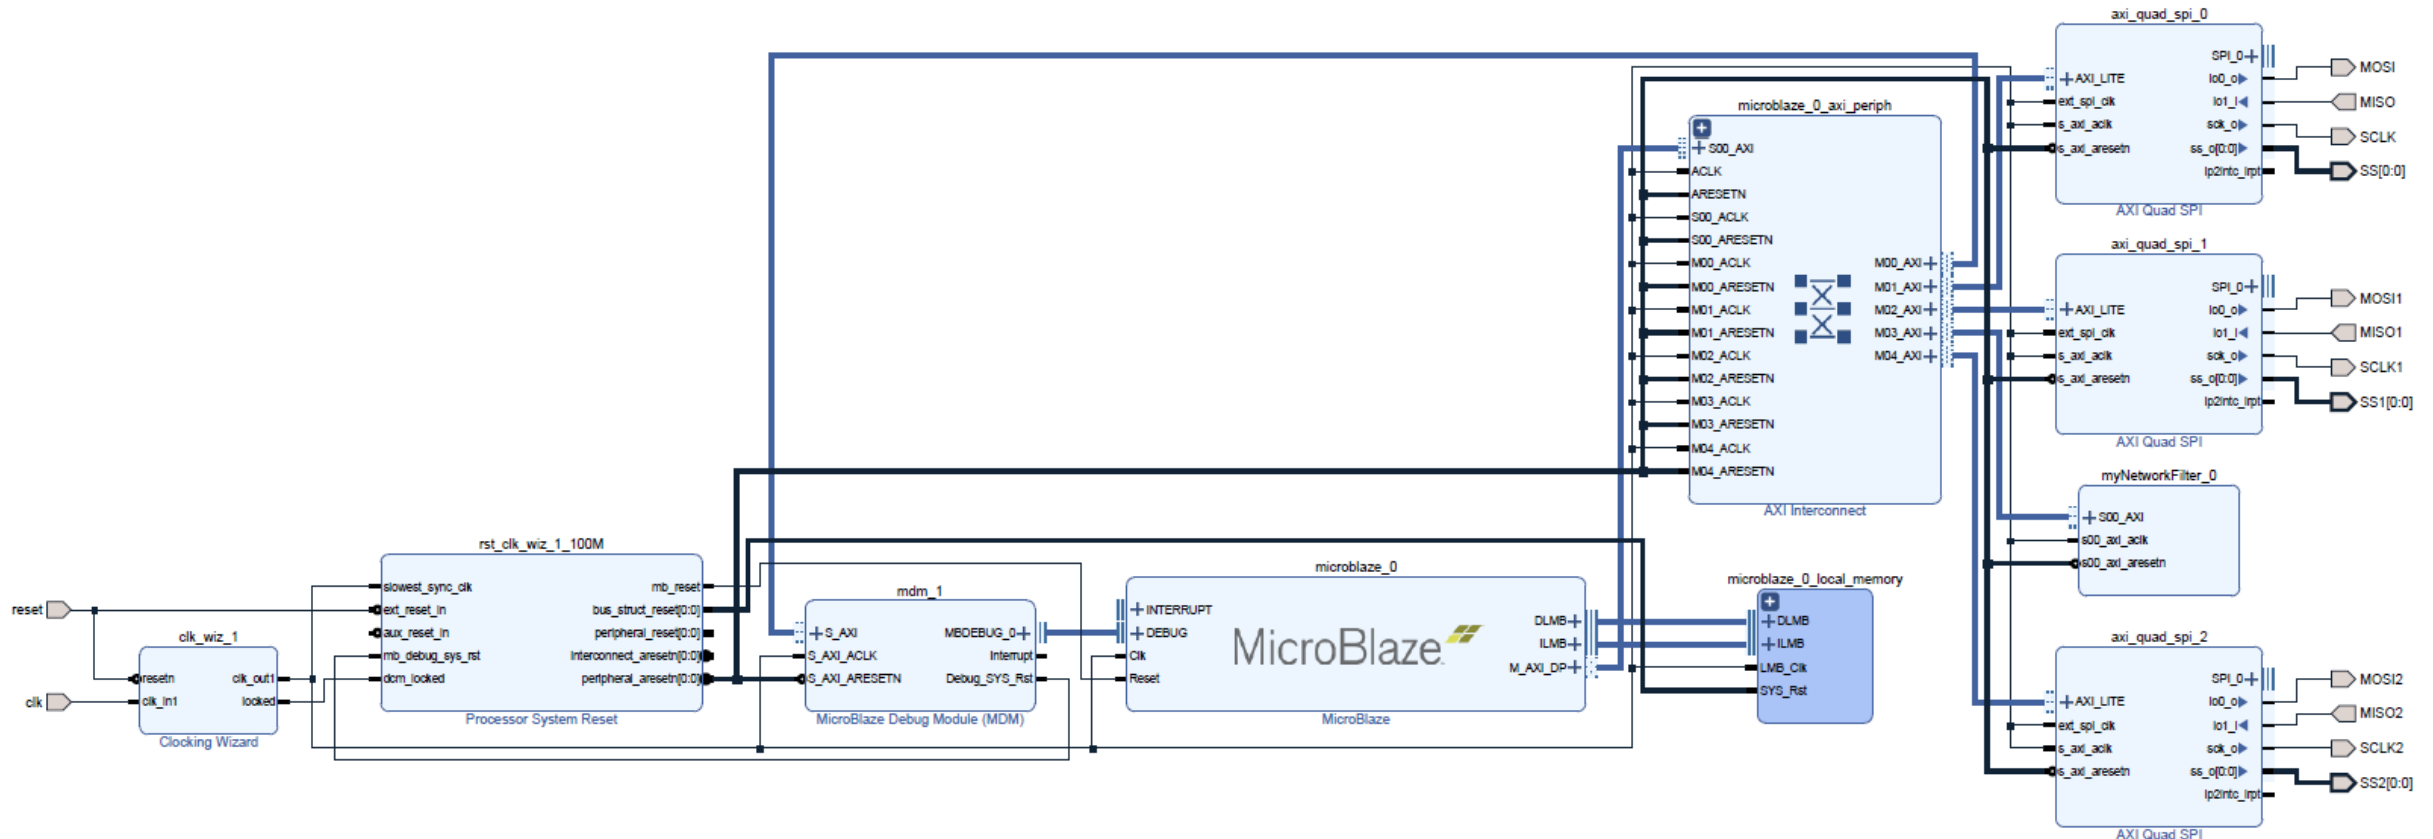 reset
clk
clk_wiz_1
resetn
clk_in1
clk_out1
locked
Clocking Wizard
rst_clk_wiz_1_100M
slowest_sync_clk
ext_reset_in
aux_reset_in
mb_debug_sys_rst
dcm_locked
mb_reset
bus_struct_reset[0:0]
peripheral_reset[0:0]
interconnect_aresetn[0:0]
peripheral_aresetn[0:0]
Processor System Reset
mdm_1
S_AXI
S_AXI_ACLK
S_AXI_ARESETN
MBDEBUG_0
Interrupt
Debug_SYS_Rst
MicroBlaze Debug Module (MDM)
microblaze_0
INTERRUPT
DEBUG
Clk
Reset
MicroBlaze
DLMB
ILMB
M_AXI_DP
MicroBlaze
microblaze_0_axi_periph
S00_AXI
ACLK
ARESETN
S00_ACLK
S00_ARESETN
M00_ACLK
M00_ARESETN
M01_ACLK
M01_ARESETN
M02_ACLK
M02_ARESETN
M03_ACLK
M03_ARESETN
M04_ACLK
M04_ARESETN
M00_AXI
M01_AXI
M02_AXI
M03_AXI
M04_AXI
AXI Interconnect
microblaze_0_local_memory
DLMB
ILMB
LMB_Clk
SYS_Rst
axi_quad_spi_0
AXI_LITE
ext_spi_clk
s_axi_aclk
s_axi_aresetn
SPI_0
io0_o
io1_i
sck_o
ss_o[0:0]
ip2intc_irpt
AXI Quad SPI
MOSI
MISO
SCLK
SS[0:0]
axi_quad_spi_1
AXI_LITE
ext_spi_clk
s_axi_aclk
s_axi_aresetn
SPI_0
io0_o
io1_i
sck_o
ss_o[0:0]
ip2intc_irpt
AXI Quad SPI
MOSI1
MISO1
SCLK1
SS1[0:0]
myNetworkFilter_0
S00_AXI
s00_axi_aclk
s00_axi_aresetn
axi_quad_spi_2
AXI_LITE
ext_spi_clk
s_axi_aclk
s_axi_aresetn
SPI_0
io0_o
io1_i
sck_o
ss_o[0:0]
ip2intc_irpt
AXI Quad SPI
MOSI2
MISO2
SCLK2
SS2[0:0]